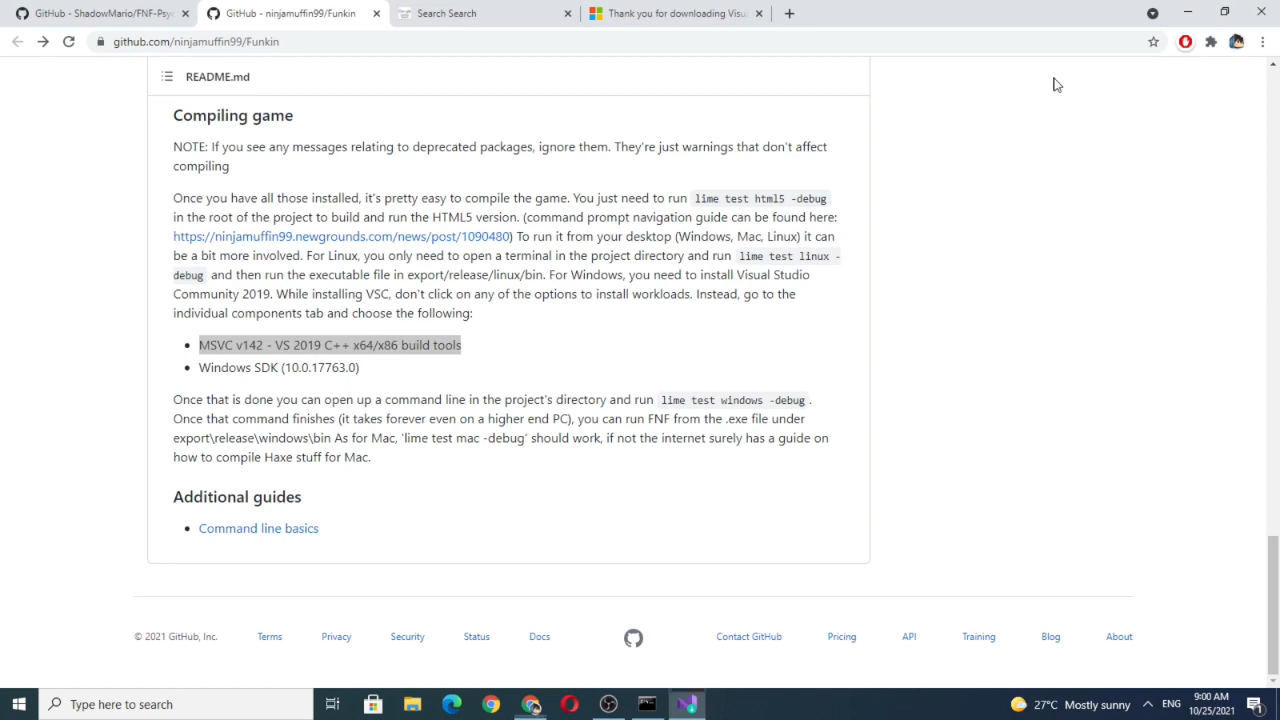 GitHub - ShadowMario/FNF-Psyc
GitHub - ninjamuffin99/Funkin
Search Search
Thank you for downloading Visu
github.com/ninjamuffin99/Funkin
README.md
Compiling game
NOTE: If you see any messages relating to deprecated packages, ignore them. They're just warnings that don't affect
compiling
Once you have all those installed, it's pretty easy to compile the game. You just need to run lime test html5 -debug
in the root of the project to build and run the HTML5 version. (command prompt navigation guide can be found here:
https://ninjamuffin99.newgrounds.com/news/post/1090480) To run it from your desktop (Windows, Mac, Linux) it can
be a bit more involved. For Linux, you only need to open a terminal in the project directory and run lime test linux -
debug and then run the executable file in export/release/linux/bin. For Windows, you need to install Visual Studio
Community 2019. While installing VSC, don't click on any of the options to install workloads. Instead, go to the
individual components tab and choose the following:
MSVC v142 - VS 2019 C++ x64/x86 build tools
Windows SDK (10.0.17763.0)
Once that is done you can open up a command line in the project's directory and run lime test windows -debug .
Once that command finishes (it takes forever even on a higher end PC), you can run FNF from the .exe file under
export\release\windows\bin As for Mac, 'lime test mac -debug' should work, if not the internet surely has a guide on
how to compile Haxe stuff for Mac.
Additional guides
Command line basics
© 2021 GitHub, Inc. Terms Privacy Security Status Docs Contact GitHub Pricing API Training Blog About
Type here to search
27°C Mostly sunny
ENG
9:00 AM
10/25/2021
1